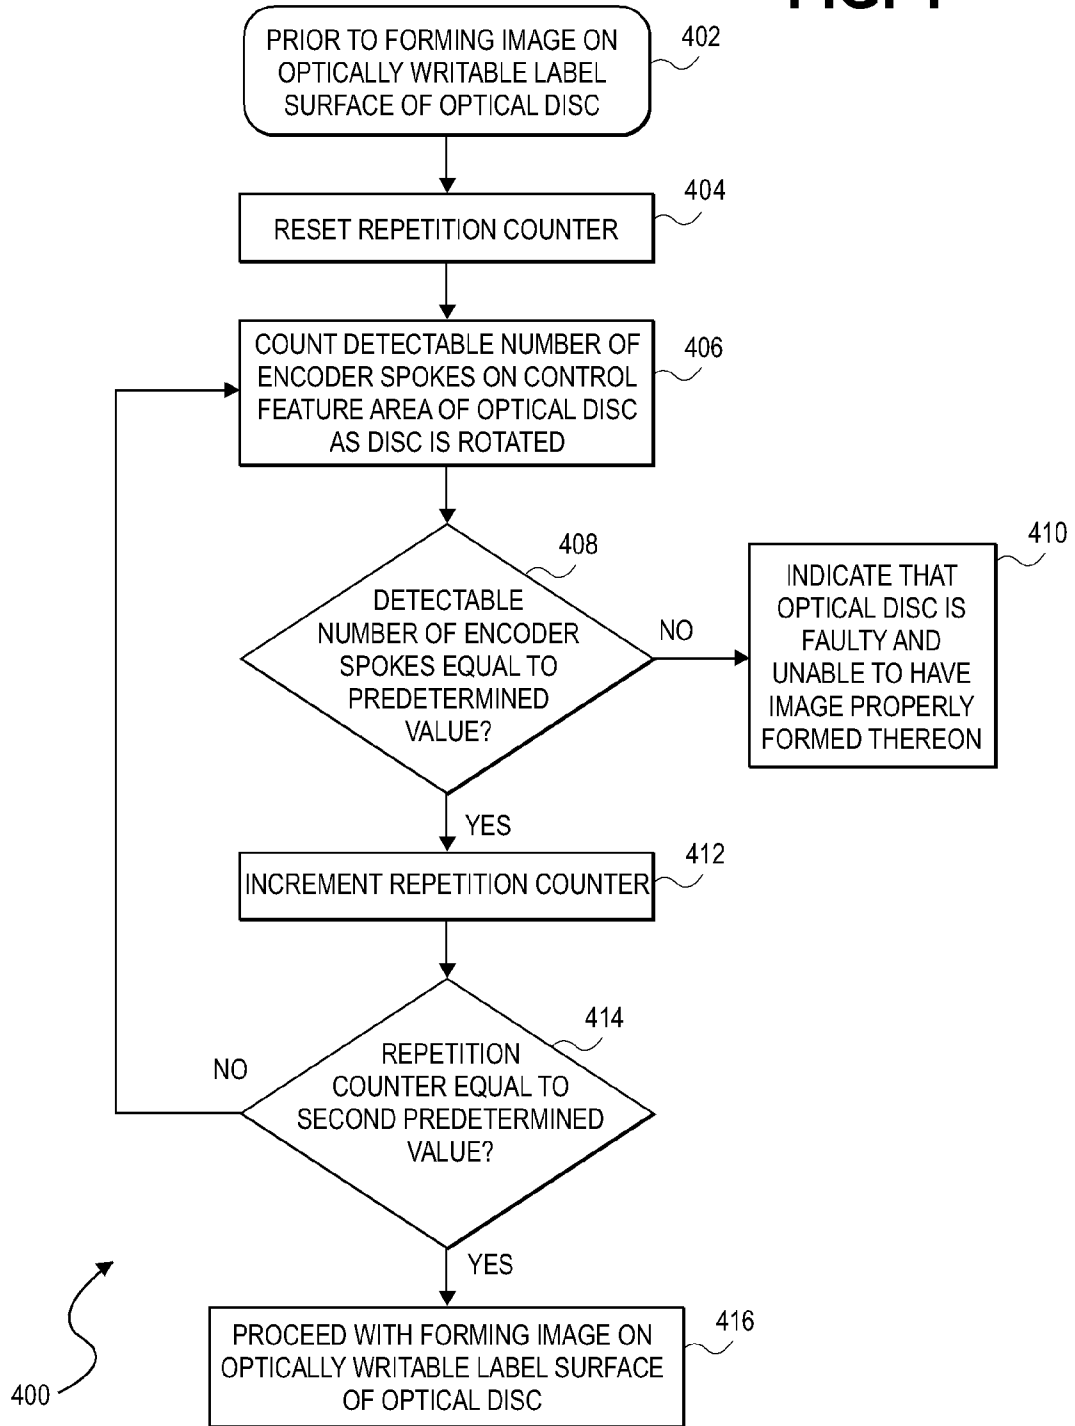 PRIOR TO FORMING IMAGE ON
OPTICALLY WRITABLE LABEL
SURFACE OF OPTICAL DISC
402
RESET REPETITION COUNTER
404
COUNT DETECTABLE NUMBER OF
ENCODER SPOKES ON CONTROL
FEATURE AREA OF OPTICAL DISC
AS DISC IS ROTATED
406
DETECTABLE
NUMBER OF ENCODER
SPOKES EQUAL TO
PREDETERMINED
VALUE?
408
NO
INDICATE THAT
OPTICAL DISC IS
FAULTY AND
UNABLE TO HAVE
IMAGE PROPERLY
FORMED THEREON
410
YES
INCREMENT REPETITION COUNTER
412
REPETITION
COUNTER EQUAL TO
SECOND PREDETERMINED
VALUE?
414
NO
YES
PROCEED WITH FORMING IMAGE ON
OPTICALLY WRITABLE LABEL SURFACE
OF OPTICAL DISC
416
400